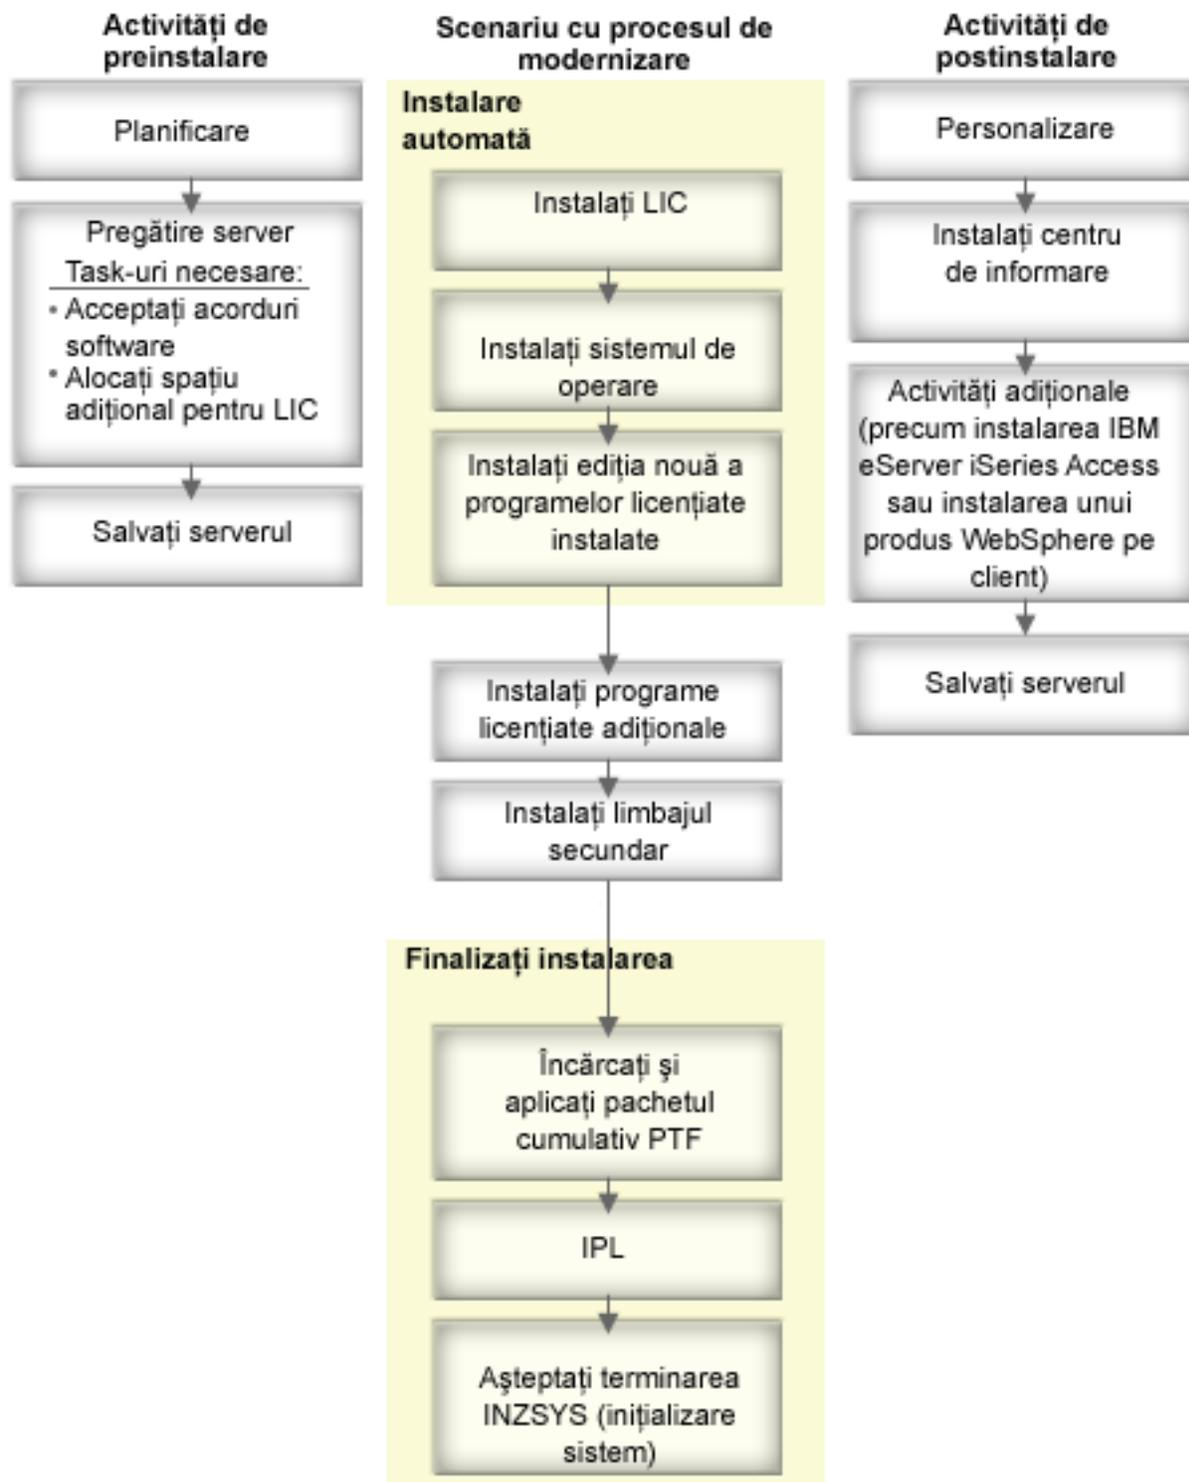 Activități de
preinstalare
Planificare
Pregătire server
Task-uri necesare:
• Acceptați acorduri
software
• Alocați spațiu
adițional pentru LIC
Salvați serverul
Scenariu cu procesul de
modernizare
Instalare
automată
Instalați LIC
Instalați sistemul de
operare
Instalați ediția nouă a
programelor licențiate
instalate
Instalați programe
licențiate adiționale
Instalați limbajul
secundar
Finalizați instalarea
Încărcați şi
aplicați pachetul
cumulativ PTF
IPL
Aşteptați terminarea
INZSYS (inițializare
sistem)
Activități de
postinstalare
Personalizare
Instalați centru
de informare
Activități adiționale
(precum instalarea IBM
eServer iSeries Access
sau instalarea unui
produs WebSphere pe
client)
Salvați serverul